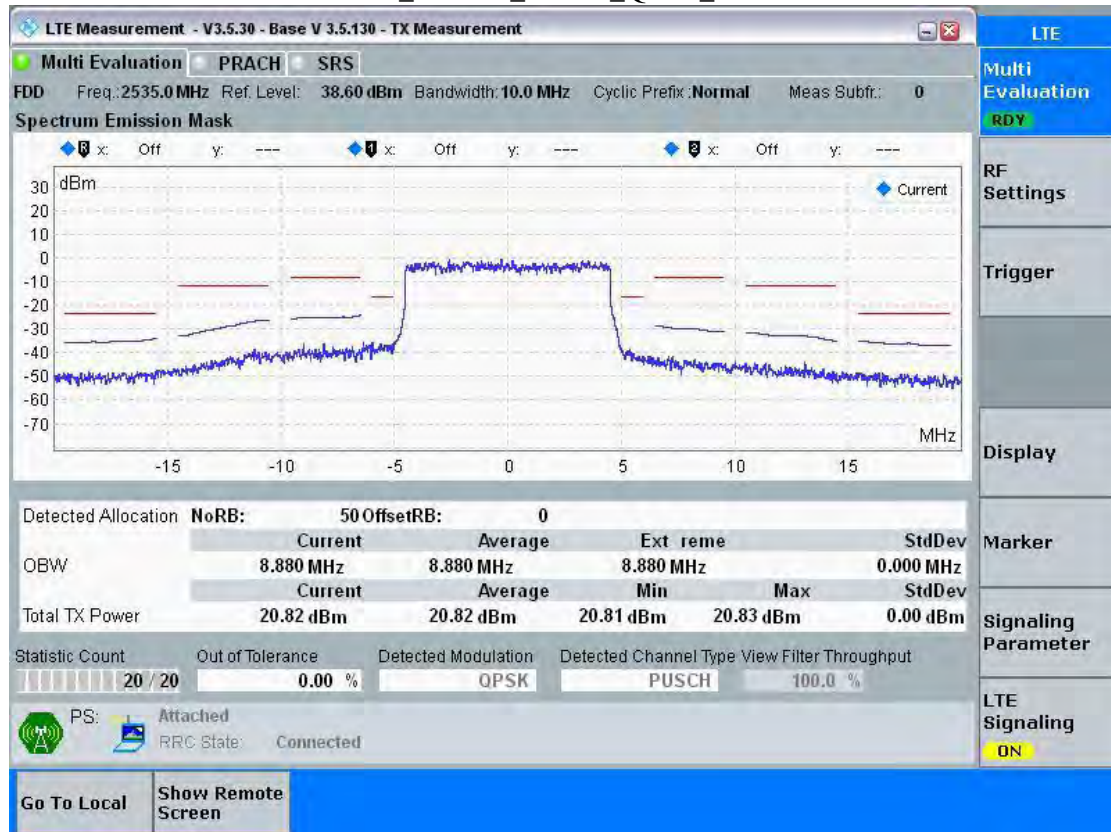 LTE Measurement - V3.5.30 - Base V 3.5.130 - TX Measurement
Multi Evaluation PRACH SRS
FDD Freq.:2535.0 MHz Ref. Level: 38.60 dBm Bandwidth:10.0 MHz Cyclic Prefix :Normal Meas Subfr.: 0
Spectrum Emission Mask
R x: Off y: --- 1 x: Off y: --- 2 x: Off y: ---
dBm
Current
30
20
10
0
-10
-20
-30
-40
-50
-60
-70
MHz
-15 -10 -5 0 5 10 15
Detected Allocation NoRB: 50 OffsetRB: 0
Current Average Ext reme StdDev
OBW 8.880 MHz 8.880 MHz 8.880 MHz 0.000 MHz
Current Average Min Max StdDev
Total TX Power 20.82 dBm 20.82 dBm 20.81 dBm 20.83 dBm 0.00 dBm
Statistic Count Out of Tolerance Detected Modulation Detected Channel Type View Filter Throughput
20 / 20 0.00 % QPSK PUSCH 100.0 %
PS: Attached
RRC State: Connected
LTE
Multi
Evaluation
RDY
RF
Settings
Trigger
Display
Marker
Signaling
Parameter
LTE
Signaling
ON
Go To Local
Show Remote
Screen